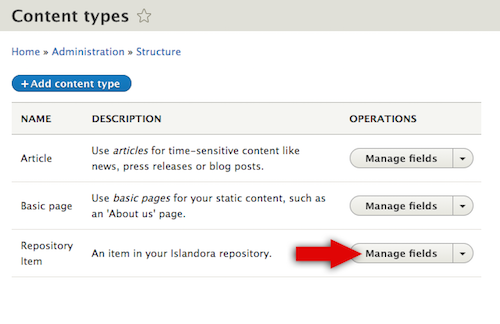 Content types
Home » Administration » Structure
+ Add content type
NAME DESCRIPTION OPERATIONS
Article
Use articles for time-sensitive content like
news, press releases or blog posts.
Manage fields
Basic page
Use basic pages for your static content, such as
an 'About us' page.
Manage fields
Repository
Item
An item in your Islandora repository.
Manage fields